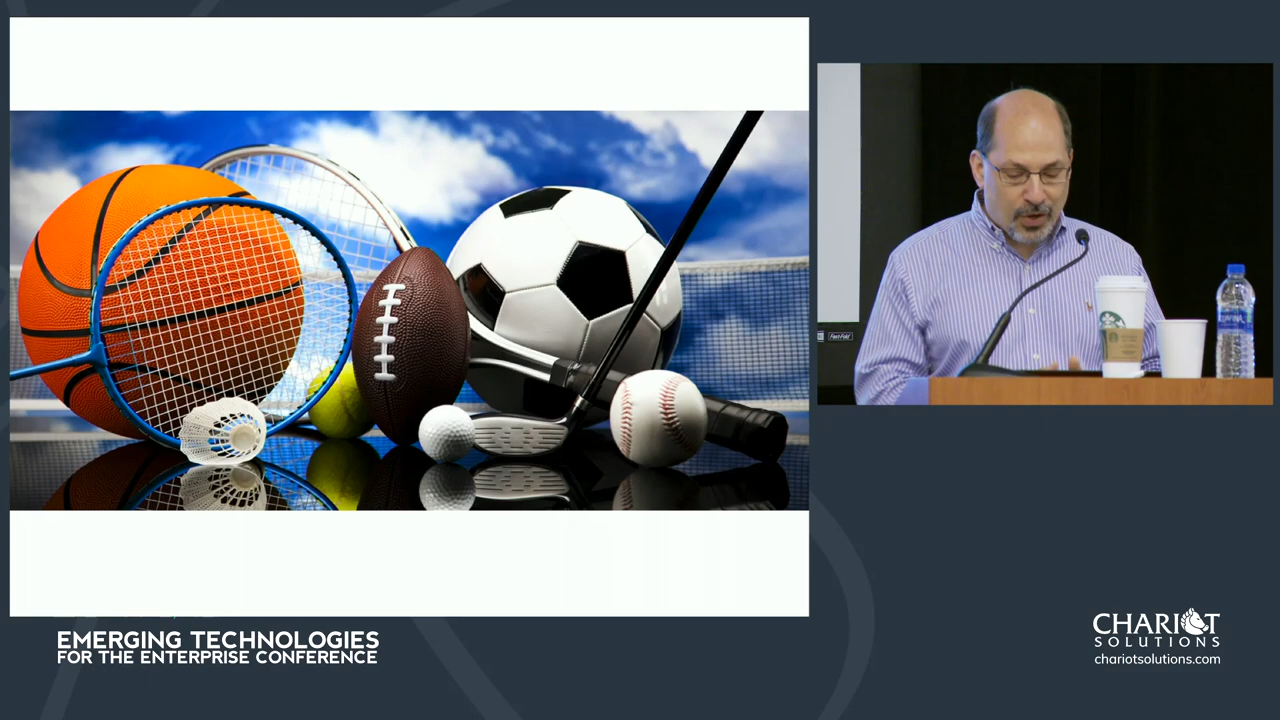 EMERGING TECHNOLOGIES
FOR THE ENTERPRISE CONFERENCE
CHARIOT
SOLUTIONS
chariotsolutions.com